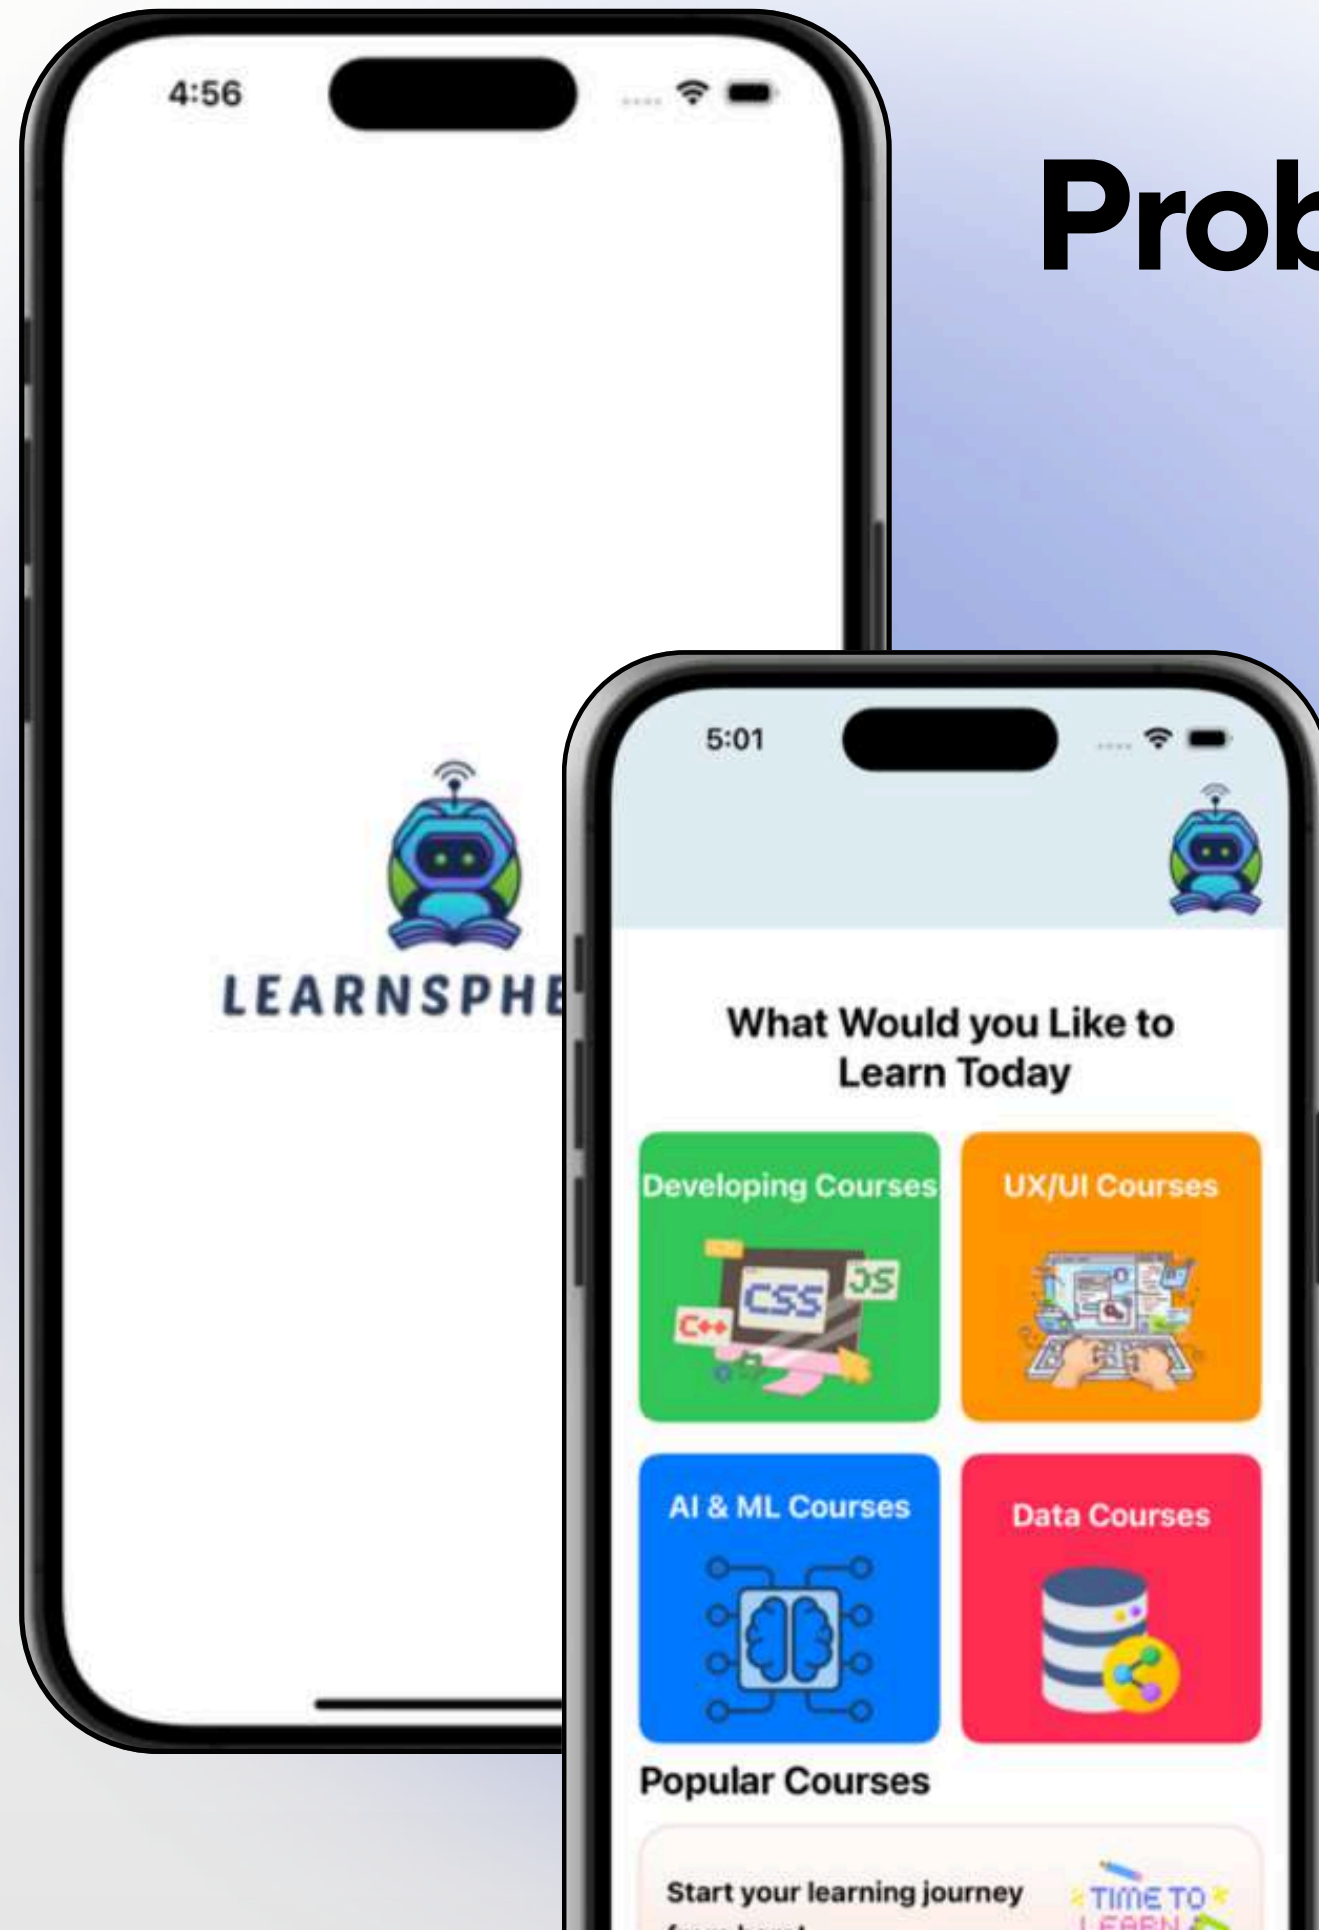 4:56
Prob
LEARNSPHE
5:01
What Would you Like to
Learn Today
Developing Courses
UX/UI Courses
CSS
JS
C++
AI & ML Courses
Data Courses
Popular Courses
Start your learning journey
TIME TO
LEARN